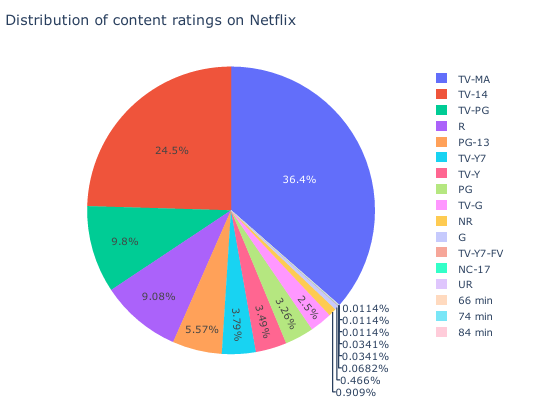 Distribution of content ratings on Netflix
36.4%
24.5%
9.8%
9.08%
5.57%
3.79%
3.49%
3.26%
2.5%
0.0114%
0.0114%
0.0114%
0.0341%
0.0341%
0.0682%
0.466%
0.909%
TV-MA
TV-14
TV-PG
R
PG-13
TV-Y7
TV-Y
PG
TV-G
NR
G
TV-Y7-FV
NC-17
UR
66 min
74 min
84 min